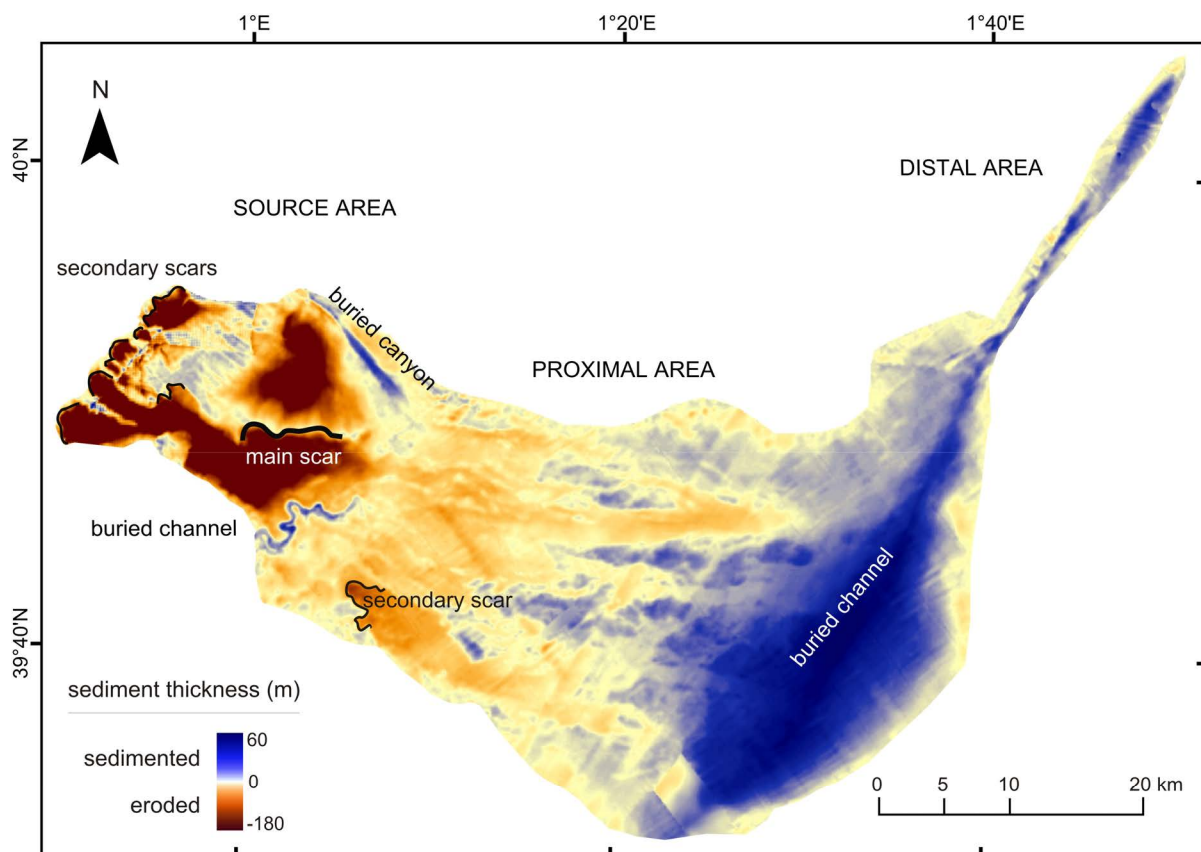 1°E
1°20'E
1°40'E
N
40°N
DISTAL AREA
SOURCE AREA
secondary scars
buried canyon
PROXIMAL AREA
main scar
buried channel
buried channel
secondary scar
39°40'N
sediment thickness (m)
sedimented
60
0
eroded
-180
0
5
10
20 km